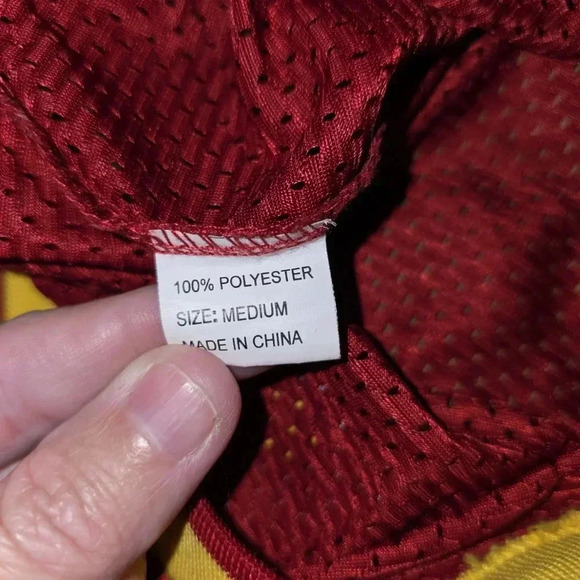 100% POLYESTER
SIZE: MEDIUM
MADE IN CHINA